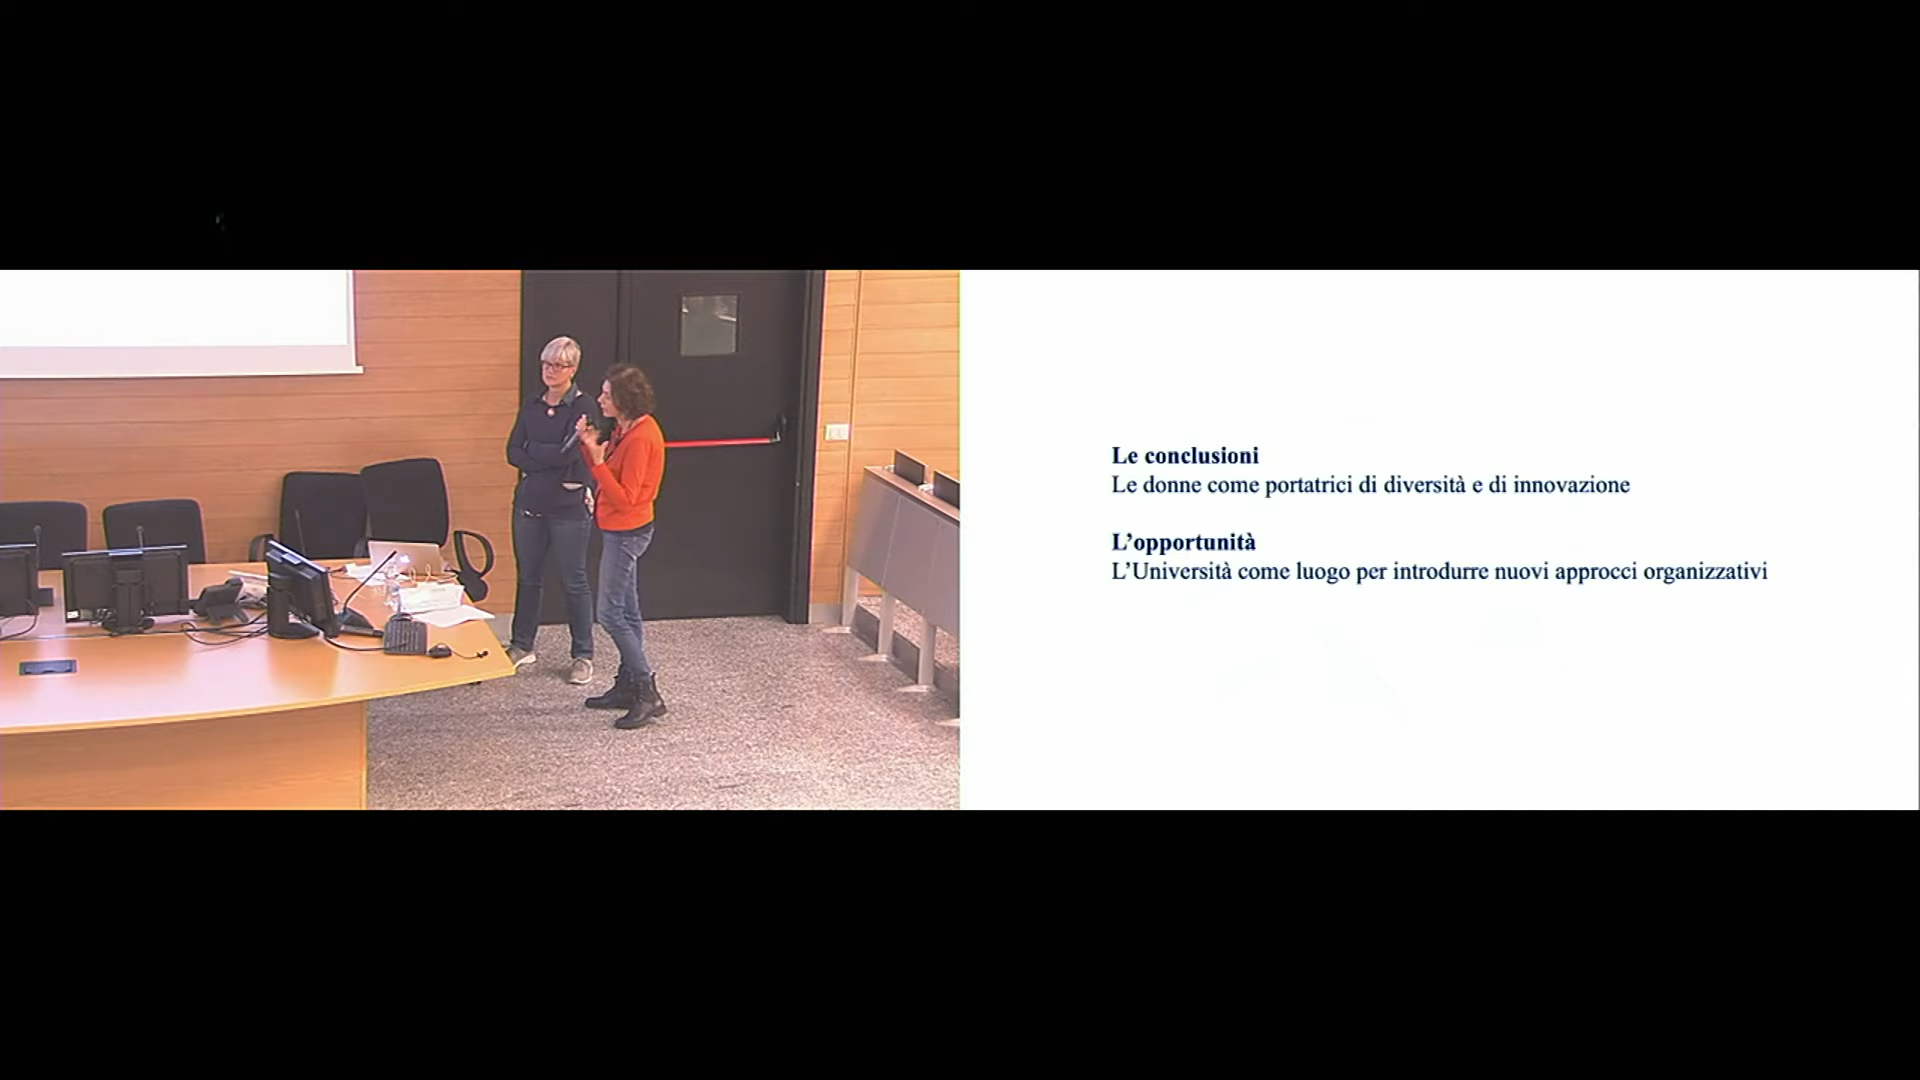 Le conclusioni
Le donne come portatrici di diversità e di innovazione
L’opportunità
L’Università come luogo per introdurre nuovi approcci organizzativi